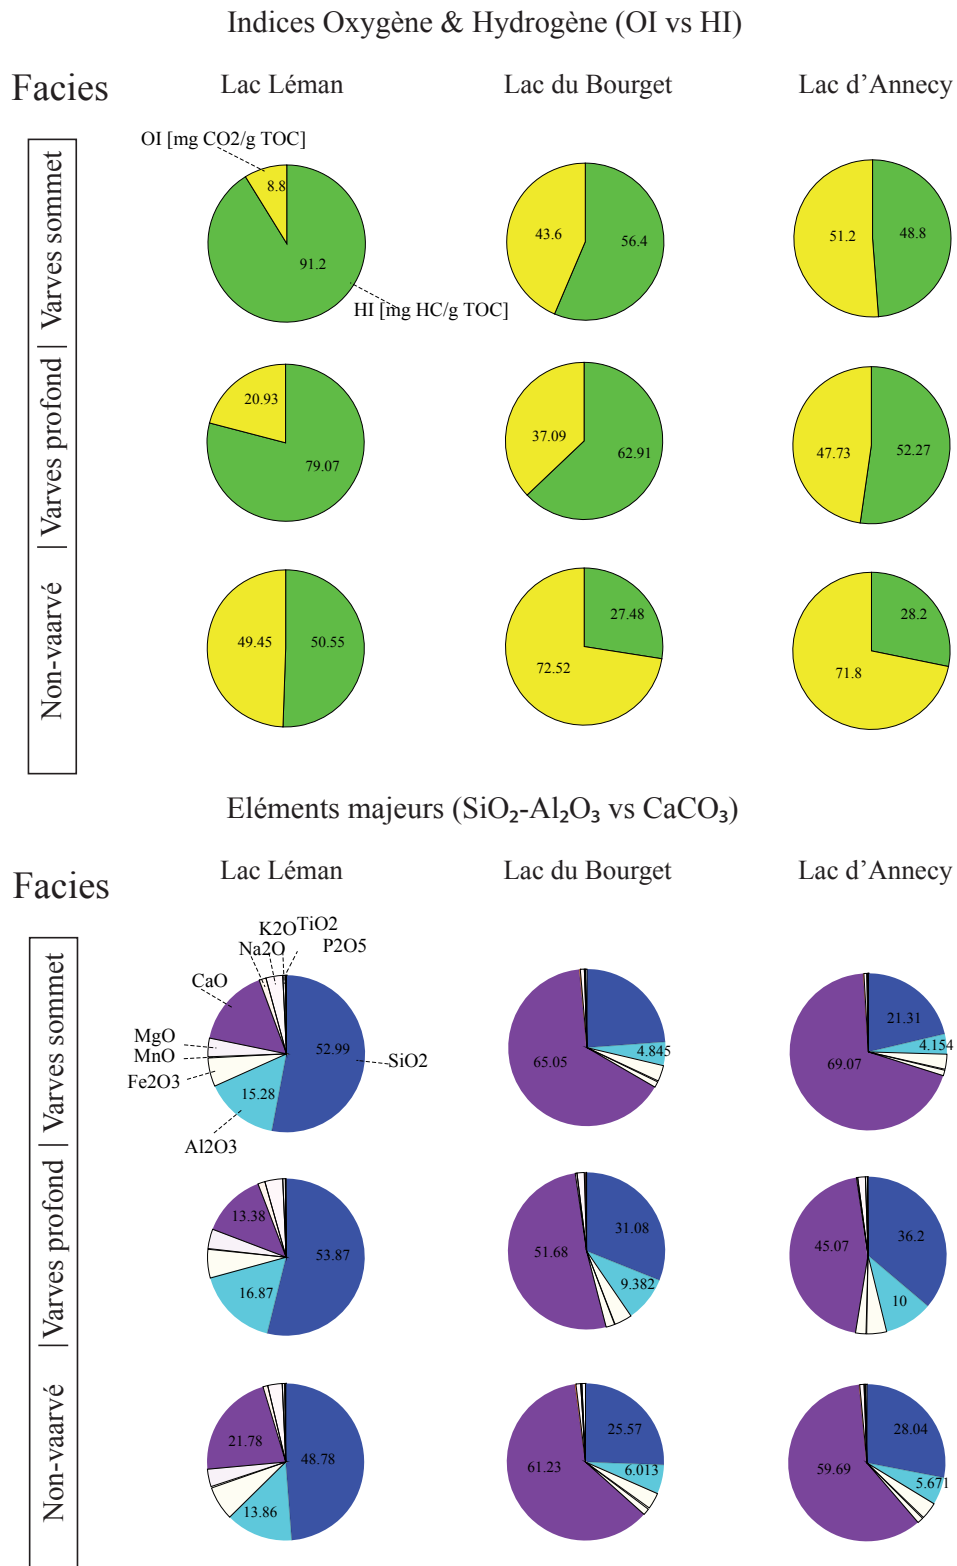 Indices Oxygène & Hydrogène (OI vs HI)
Facies
Lac Léman
Lac du Bourget
Lac d’Annecy
Non-vaarvé | Varves profond | Varves sommet
OI [mg CO2/g TOC]
8.8
91.2
HI [mg HC/g TOC]
43.6
56.4
51.2
48.8
20.93
79.07
37.09
62.91
47.73
52.27
49.45
50.55
27.48
72.52
28.2
71.8
Eléments majeurs (SiO₂-Al₂O₃ vs CaCO₃)
Facies
Lac Léman
Lac du Bourget
Lac d’Annecy
Non-vaarvé | Varves profond | Varves sommet
K2O
TiO2
Na2O
P2O5
CaO
MgO
MnO
Fe2O3
Al2O3
SiO2
52.99
15.28
4.845
65.05
21.31
4.154
69.07
13.38
53.87
16.87
31.08
51.68
9.382
36.2
45.07
10
21.78
48.78
13.86
25.57
61.23
6.013
28.04
59.69
5.671